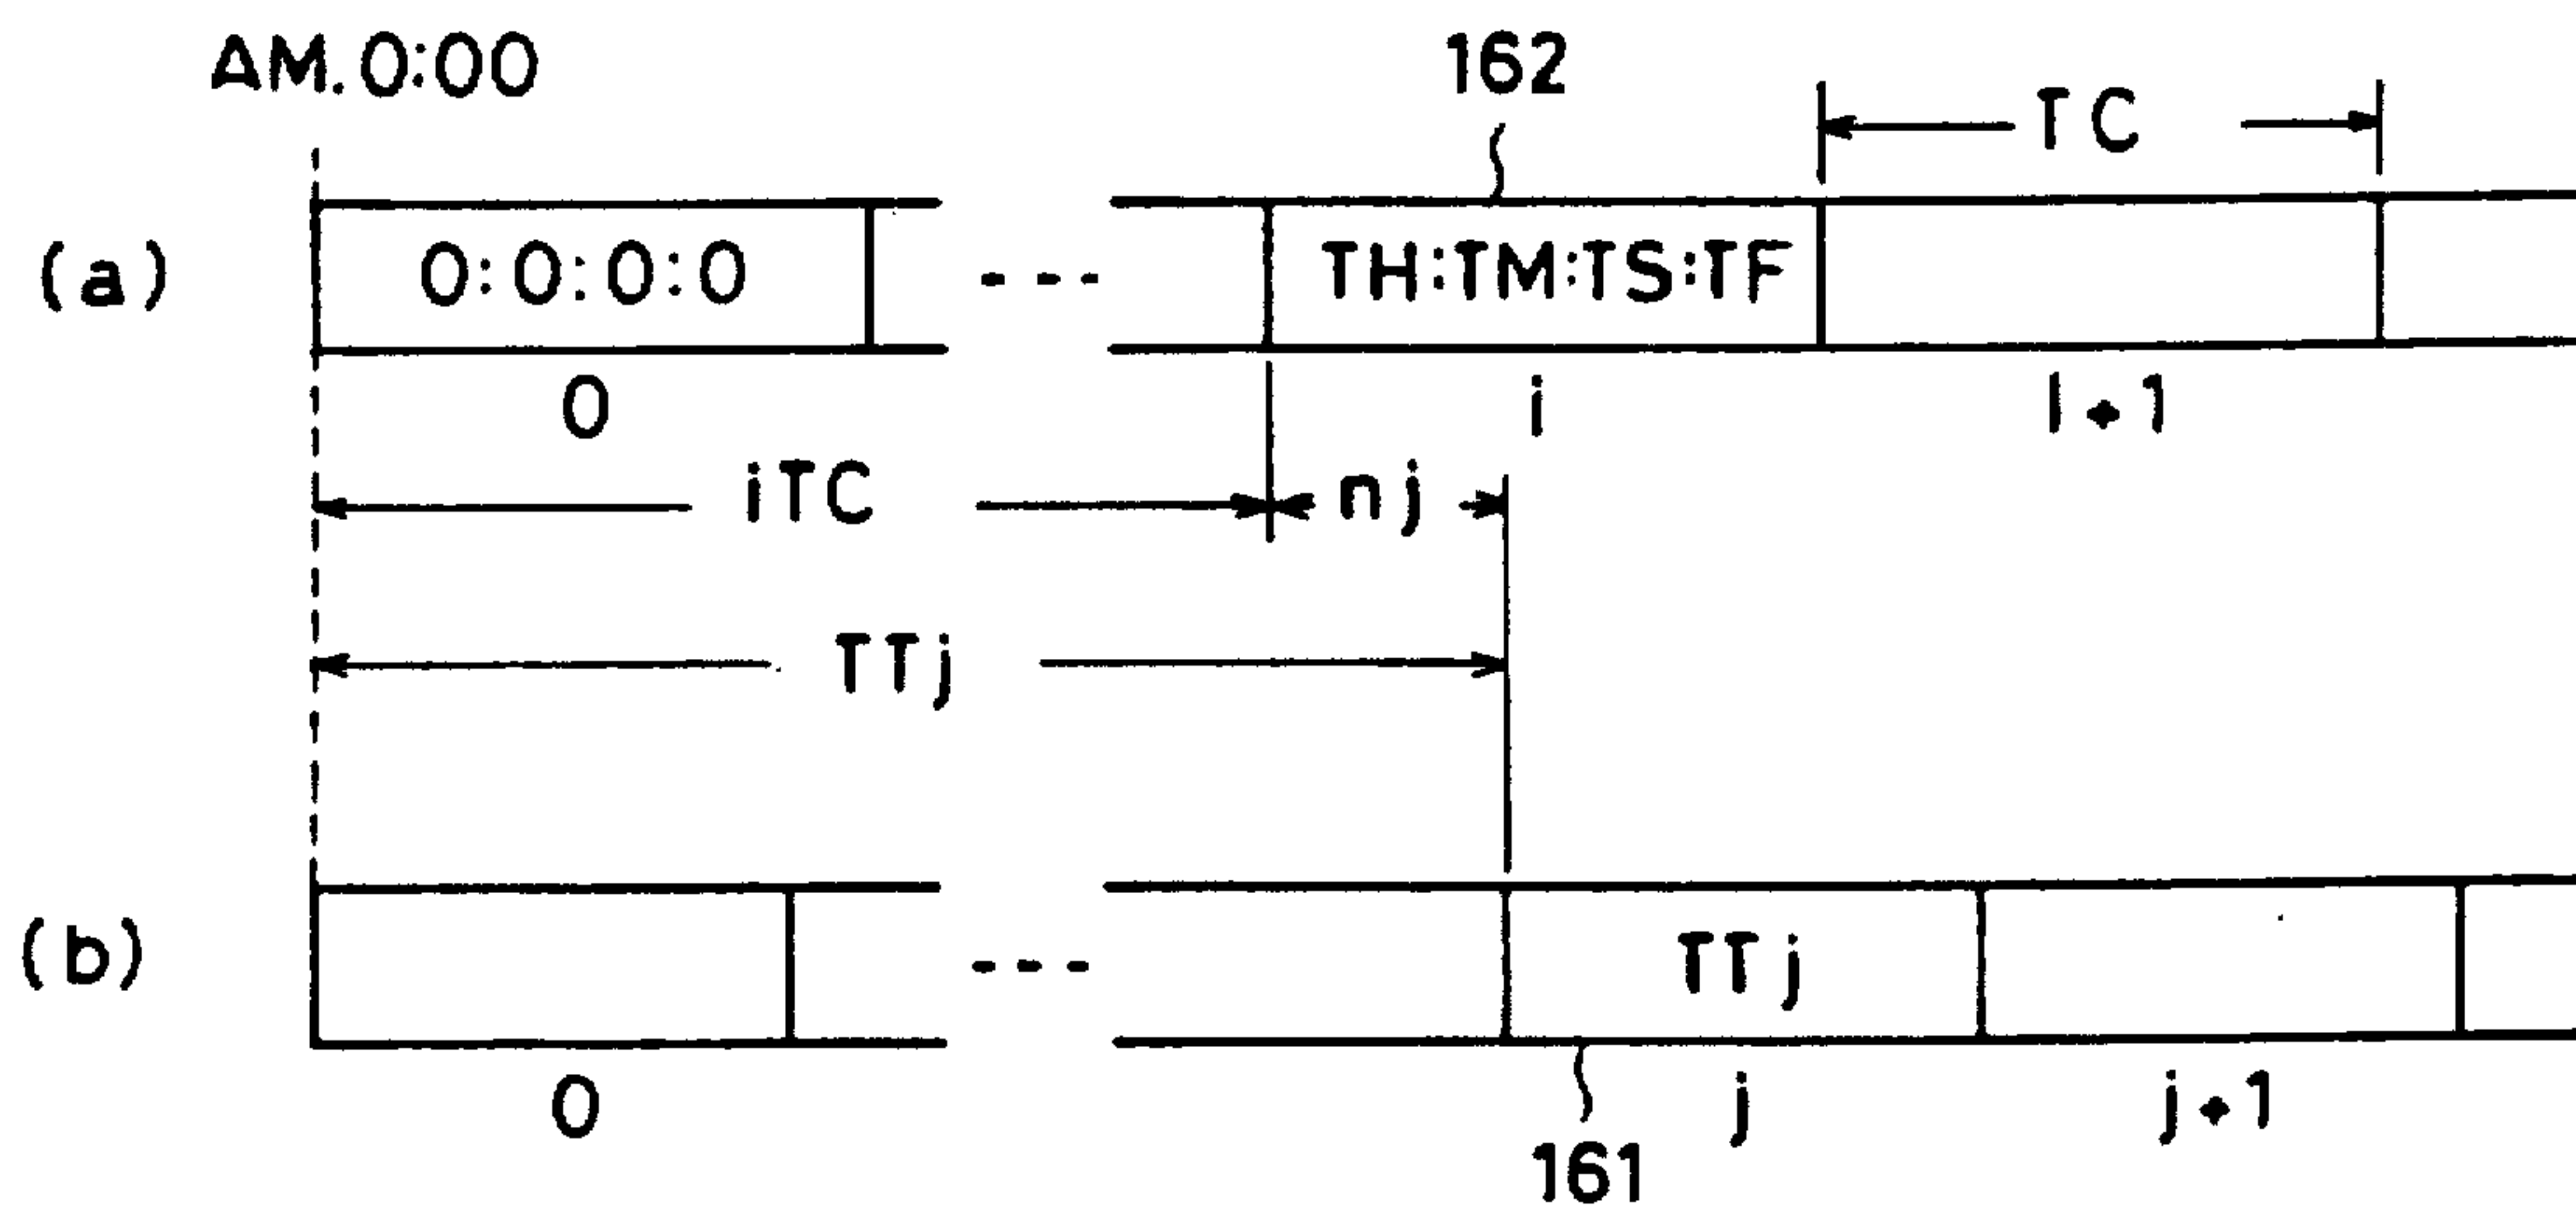 AM.0:00
162
TC
(a)
0:0:0:0
---
TH:TM:TS:TF
0
i
I+1
iTC
nj
TTj
(b)
---
TTj
0
j
j+1
161